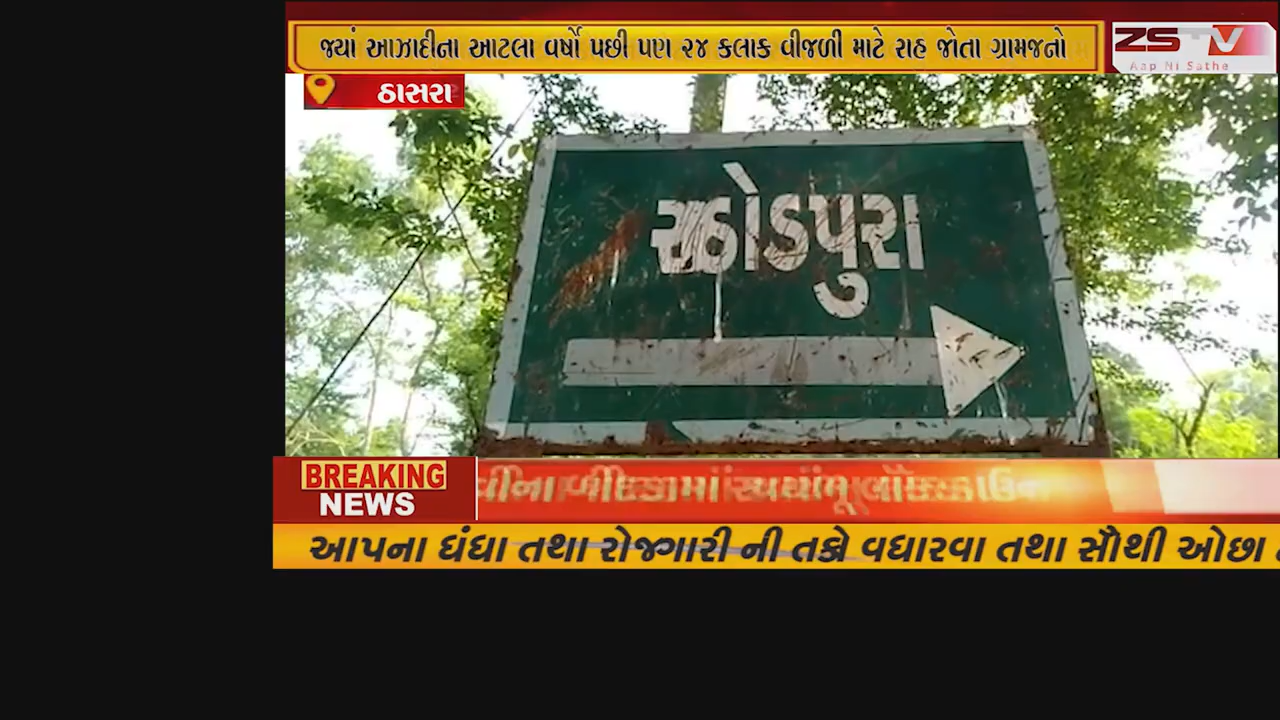 જ્યાં આઝાદીના આટલા વર્ષો પછી પણ ૨૪ કલાક વીજળી માટે રાહ જોતા ગ્રામજનો
ZSTV
Aap Ni Sathe
ઠાસરા
BREAKING
NEWS
આપના ધંધા તથા રોજગારી ની તકો વધારવા તથા સૌથી ઓછા